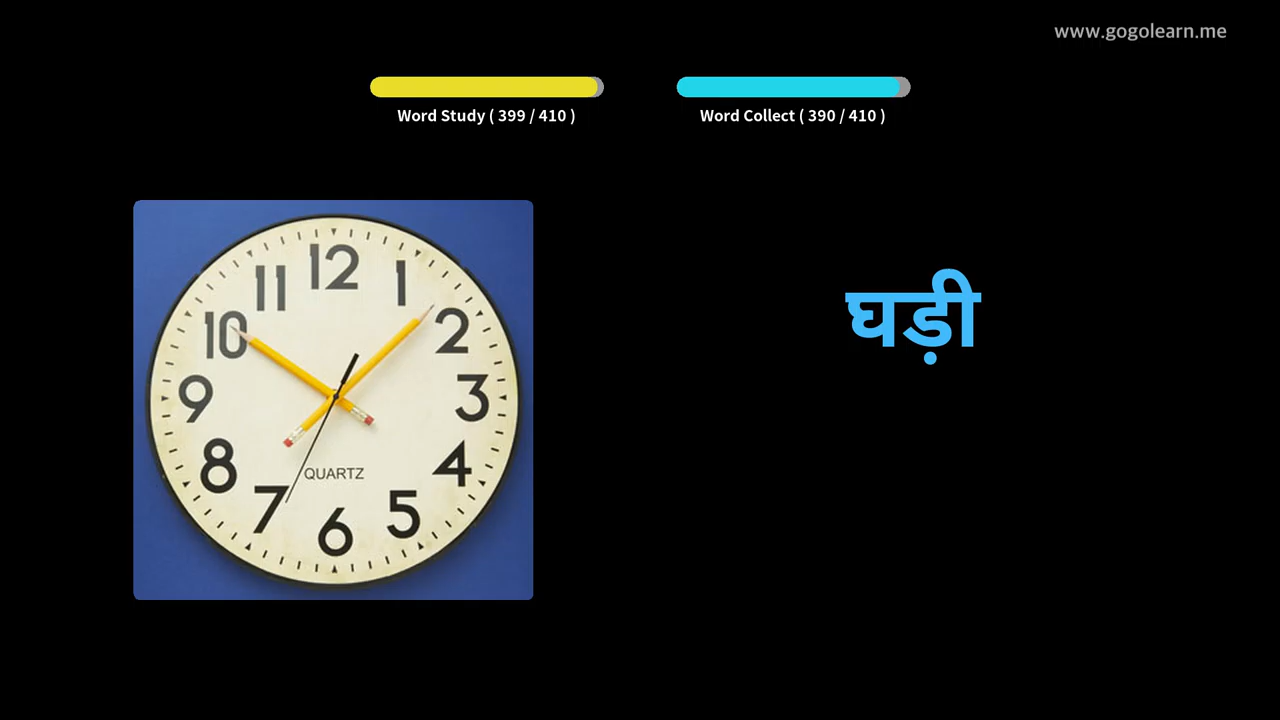 www.gogolearn.me
Word Study ( 399 / 410 )
Word Collect ( 390 / 410 )
12
11
1
10
2
9
3
8
4
QUARTZ
7
5
6
घड़ी